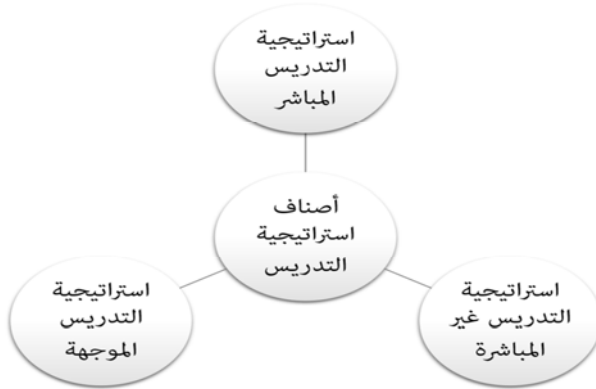 استراتيجية
التدريس
المباشر
أصناف
استراتيجية
التدريس
استراتيجية
التدريس غير
المباشرة
استراتيجية
التدريس
الموجهة